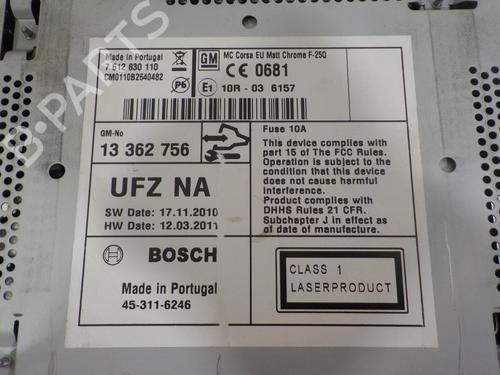 Made in Portugal
7 612 830 110
CM0110B2640482
GM
MC Corsa EU Matt Chrome F-25Q
CE 0681
E1 10R - 03 6157
GM-No
13 362 756
Fuse 10A
This device complies with
part 15 of The FCC Rules.
Operation is subject to the
condition that this device
does not cause harmful
interference.
Product complies with
DHHS Rules 21 CFR.
Subchapter J in effect as
of date of manufacture.
UFZ NA
SW Date: 17.11.2010
HW Date: 12.03.2011
BOSCH
Made in Portugal
45-311-6246
CLASS 1
LASERPRODUCT